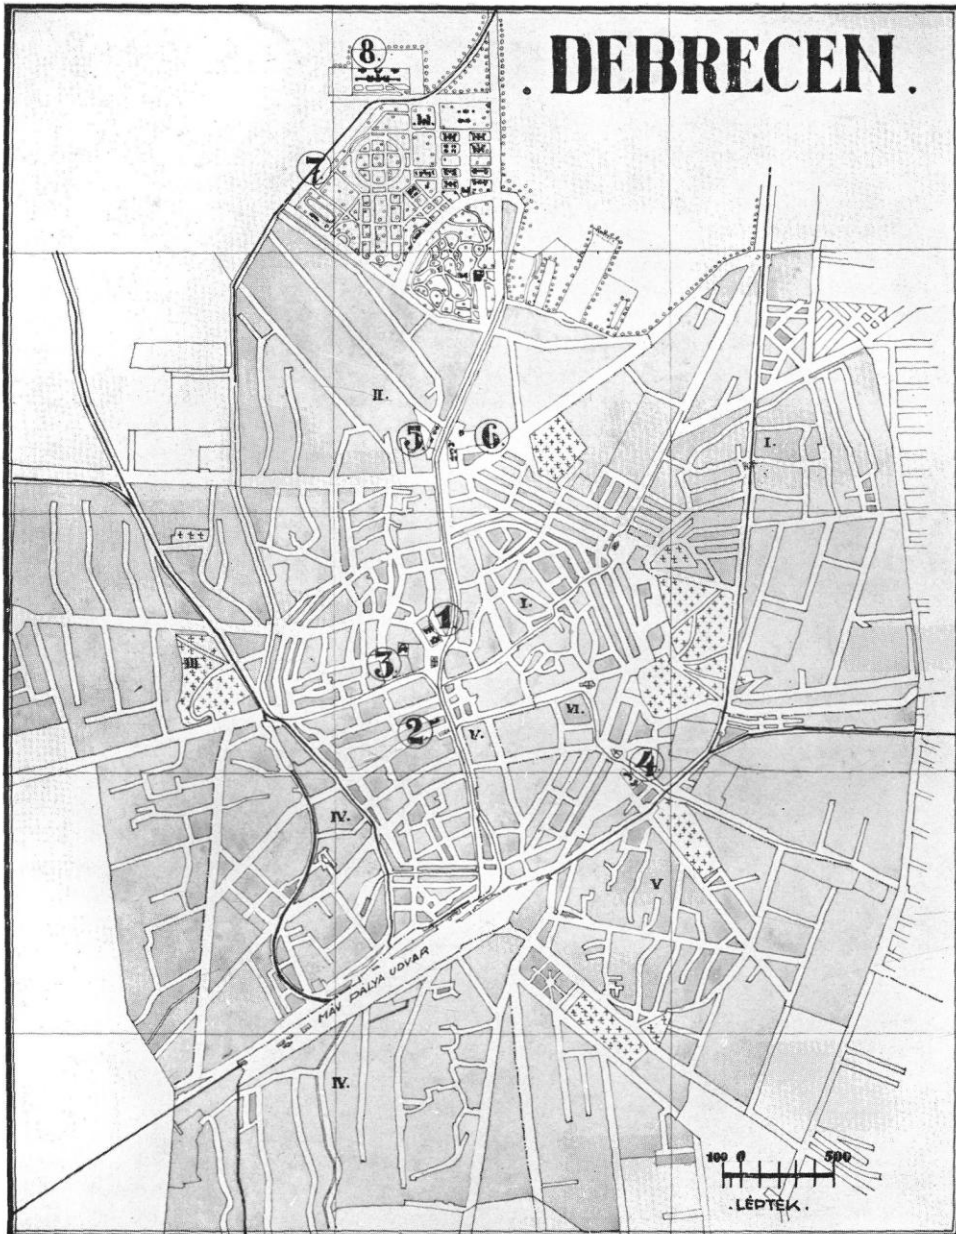 . DEBRECEN .
8.
7
II.
5
6
I.
1
I.
3
III
2
V.
VI.
4
IV.
V
MÁV PÁLYA UDVAR
IV.
100 0 500
. LÉPTÉK .